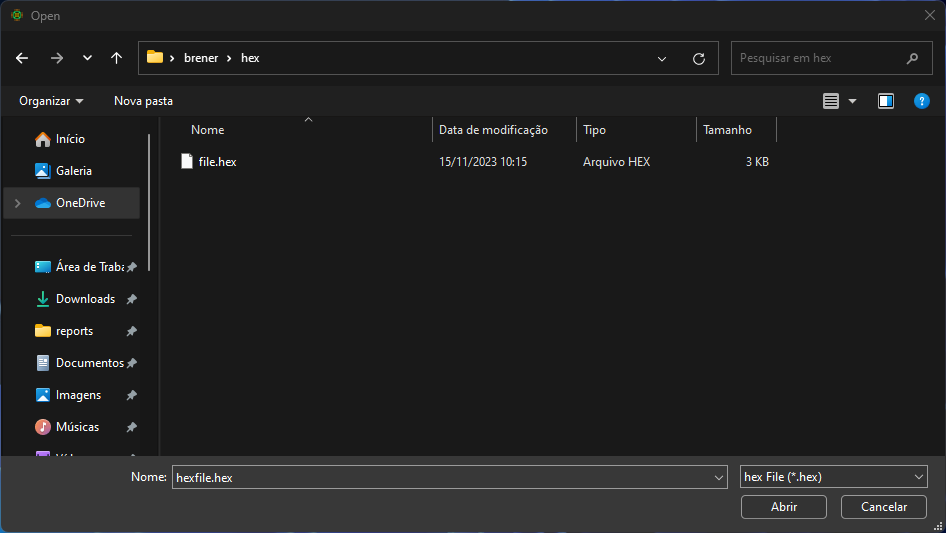 Open
brener hex
Pesquisar em hex
Organizar Nova pasta
Início
Galeria
OneDrive
Área de Traba
Downloads
reports
Documentos
Imagens
Músicas
Nome Data de modificação Tipo Tamanho
file.hex 15/11/2023 10:15 Arquivo HEX 3 KB
Nome: hexfile.hex hex File (*.hex)
Abrir Cancelar